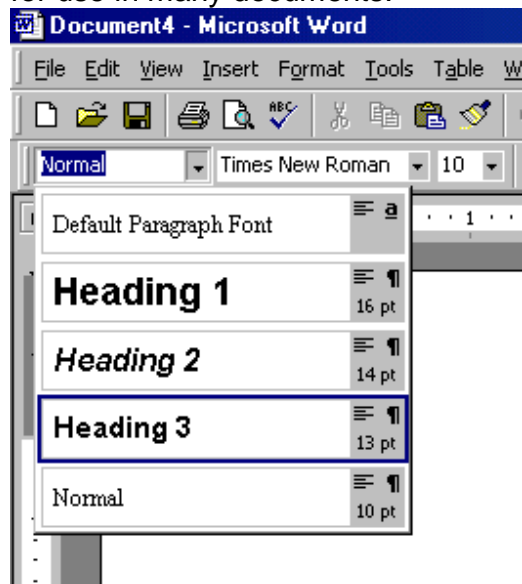 for use in many documents.
Document4 - Microsoft Word
File Edit View Insert Format Tools Table W
ABC
Normal Times New Roman 10
Default Paragraph Font a 1
Heading 1 ¶
16 pt
Heading 2 ¶
14 pt
Heading 3 ¶
13 pt
Normal ¶
10 pt